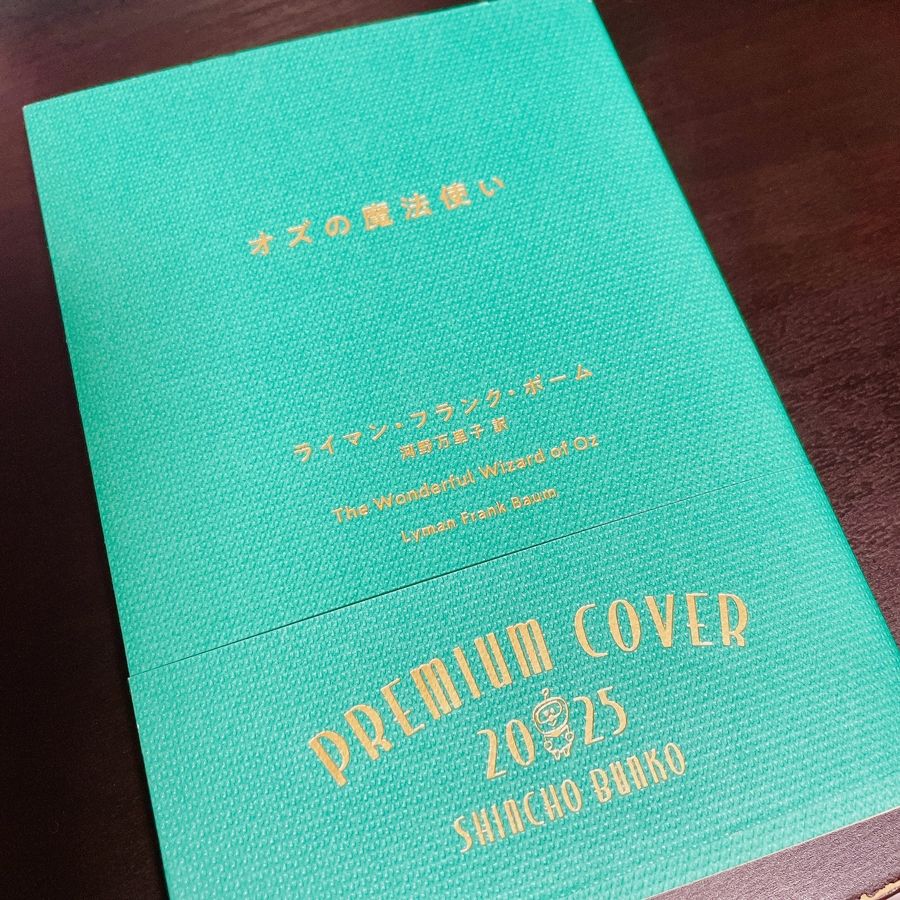 オズの魔法使い
ライマン・フランク・ボーム
河野万里子 訳
The Wonderful Wizard of Oz
Lyman Frank Baum
PREMIUM COVER
2025
SHINCHO BUNKO